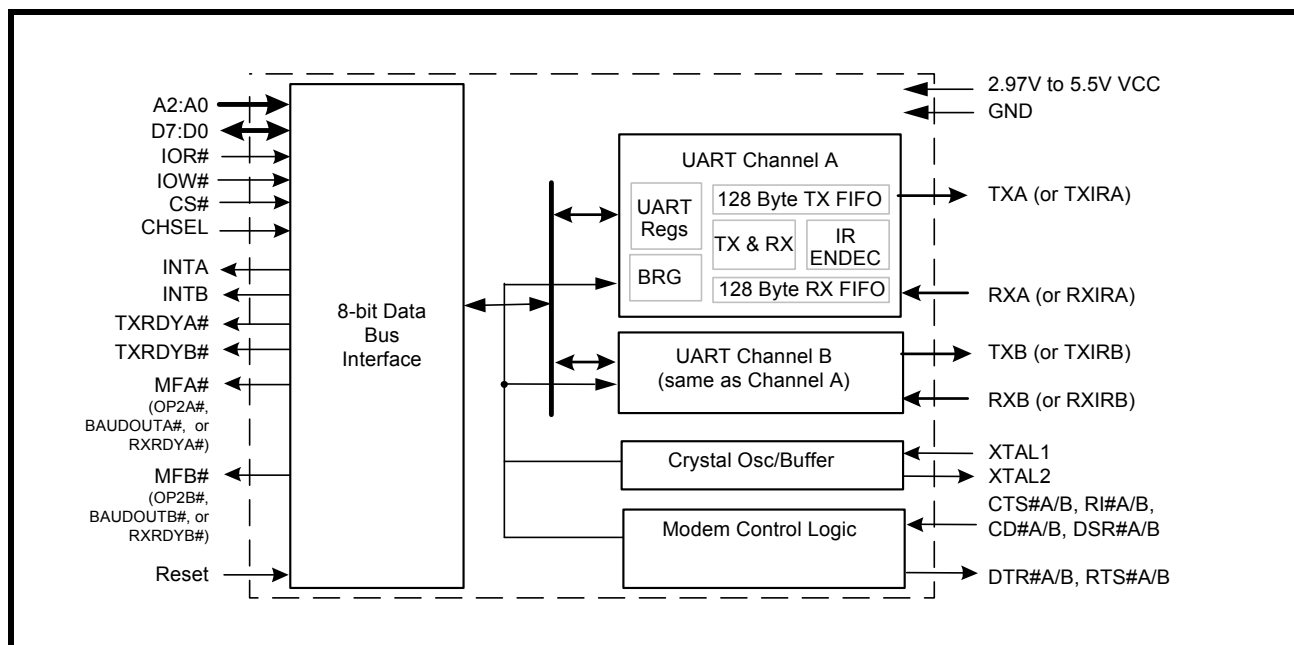 A2:A0
D7:D0
IOR#
IOW#
CS#
CHSEL
INTA
INTB
TXRDYA#
TXRDYB#
MFA#
(OP2A#,
BAUDOUTA#, or
RXRDYA#)
MFB#
(OP2B#,
BAUDOUTB#, or
RXRDYB#)
Reset
8-bit Data
Bus
Interface
UART Channel A
UART
Regs
BRG
128 Byte TX FIFO
TX & RX
IR
ENDEC
128 Byte RX FIFO
UART Channel B
(same as Channel A)
Crystal Osc/Buffer
Modem Control Logic
2.97V to 5.5V VCC
GND
TXA (or TXIRA)
RXA (or RXIRA)
TXB (or TXIRB)
RXB (or RXIRB)
XTAL1
XTAL2
CTS#A/B, RI#A/B,
CD#A/B, DSR#A/B
DTR#A/B, RTS#A/B